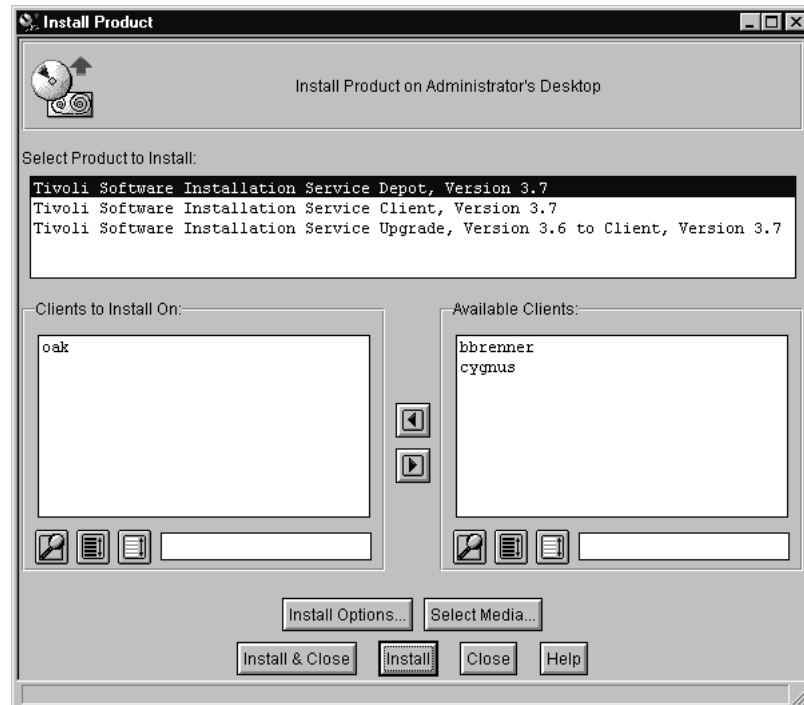 Install Product
Install Product on Administrator's Desktop
Select Product to Install:
Tivoli Software Installation Service Depot, Version 3.7
Tivoli Software Installation Service Client, Version 3.7
Tivoli Software Installation Service Upgrade, Version 3.6 to Client, Version 3.7
Clients to Install On:
oak
Available Clients:
bbrenner
cygnus
Install Options... Select Media...
Install & Close Install Close Help